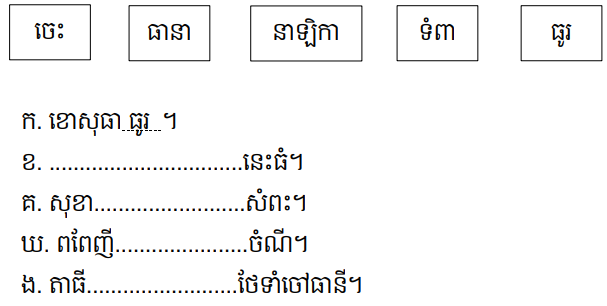 ចេះ ធានា នាឡិកា ទំពា ធូរ
ក. ខោសុធា ធូរ ។
ខ. ................................នេះធំ។
គ. សុខា.........................សំពះ។
ឃ. ពពែញី......................ចំណី។
ង. តាធី.........................ថែទាំចៅធានី។